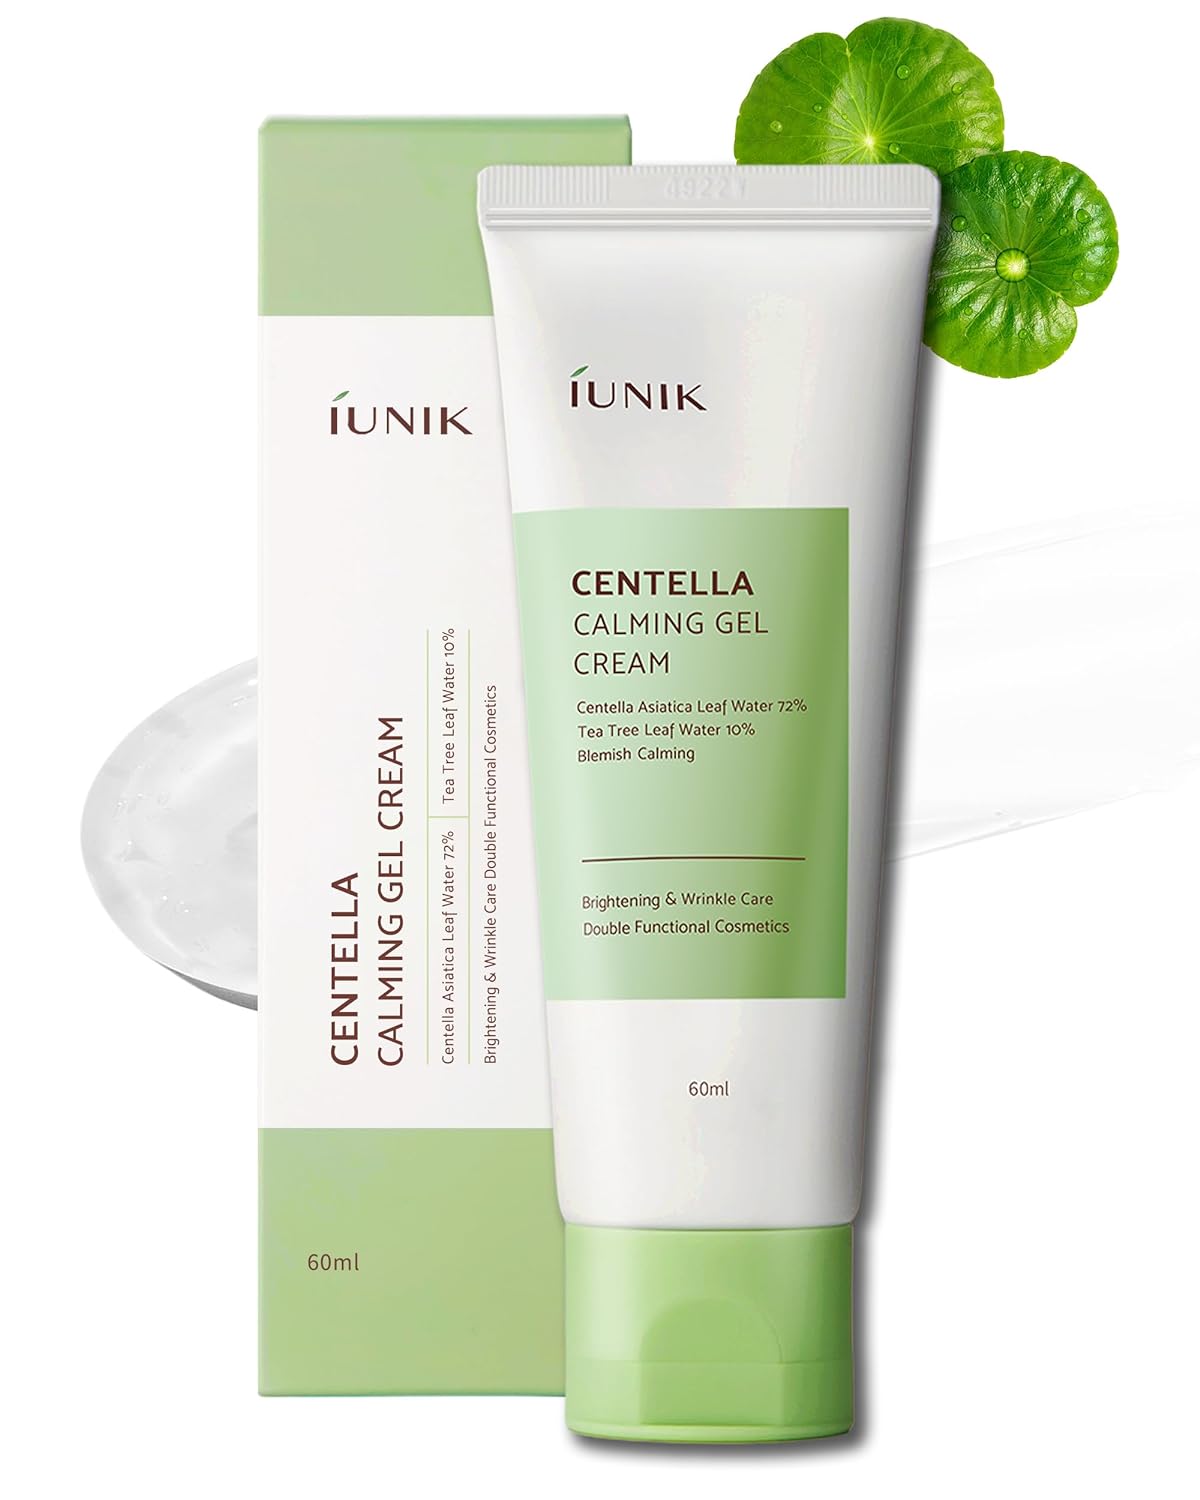 49221
íUNIK
CENTELLA
CALMING GEL CREAM
Centella Asiatica Leaf Water 72%
Tea Tree Leaf Water 10%
Brightening & Wrinkle Care Double Functional Cosmetics
60ml
íUNIK
CENTELLA
CALMING GEL
CREAM
Centella Asiatica Leaf Water 72%
Tea Tree Leaf Water 10%
Blemish Calming
Brightening & Wrinkle Care
Double Functional Cosmetics
60ml